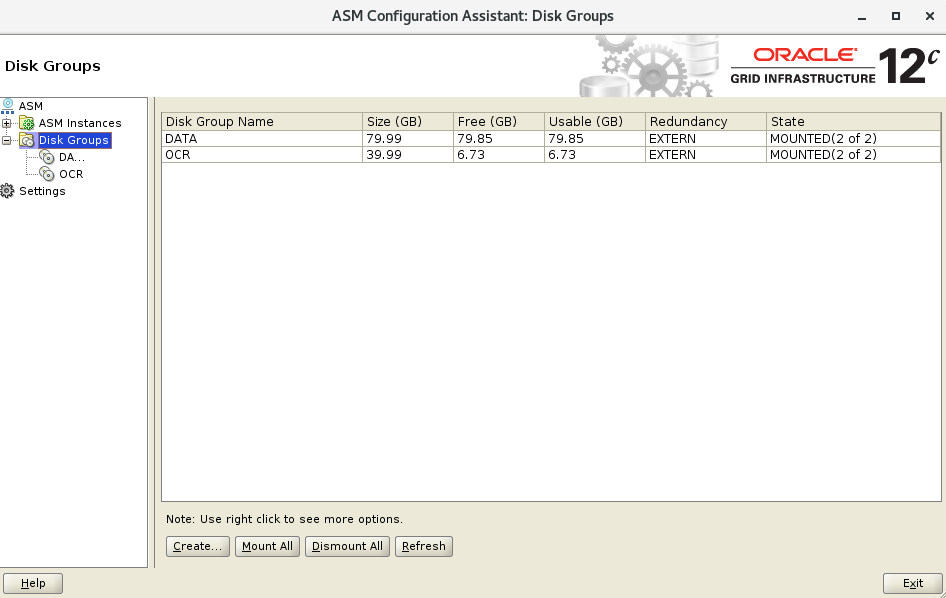 ASM Configuration Assistant: Disk Groups
Disk Groups
ORACLE®
GRID INFRASTRUCTURE 12c
ASM
ASM Instances
Disk Groups
DA...
OCR
Settings
Disk Group Name Size (GB) Free (GB) Usable (GB) Redundancy State
DATA 79.99 79.85 79.85 EXTERN MOUNTED(2 of 2)
OCR 39.99 6.73 6.73 EXTERN MOUNTED(2 of 2)
Note: Use right click to see more options.
Create... Mount All Dismount All Refresh
Help Exit